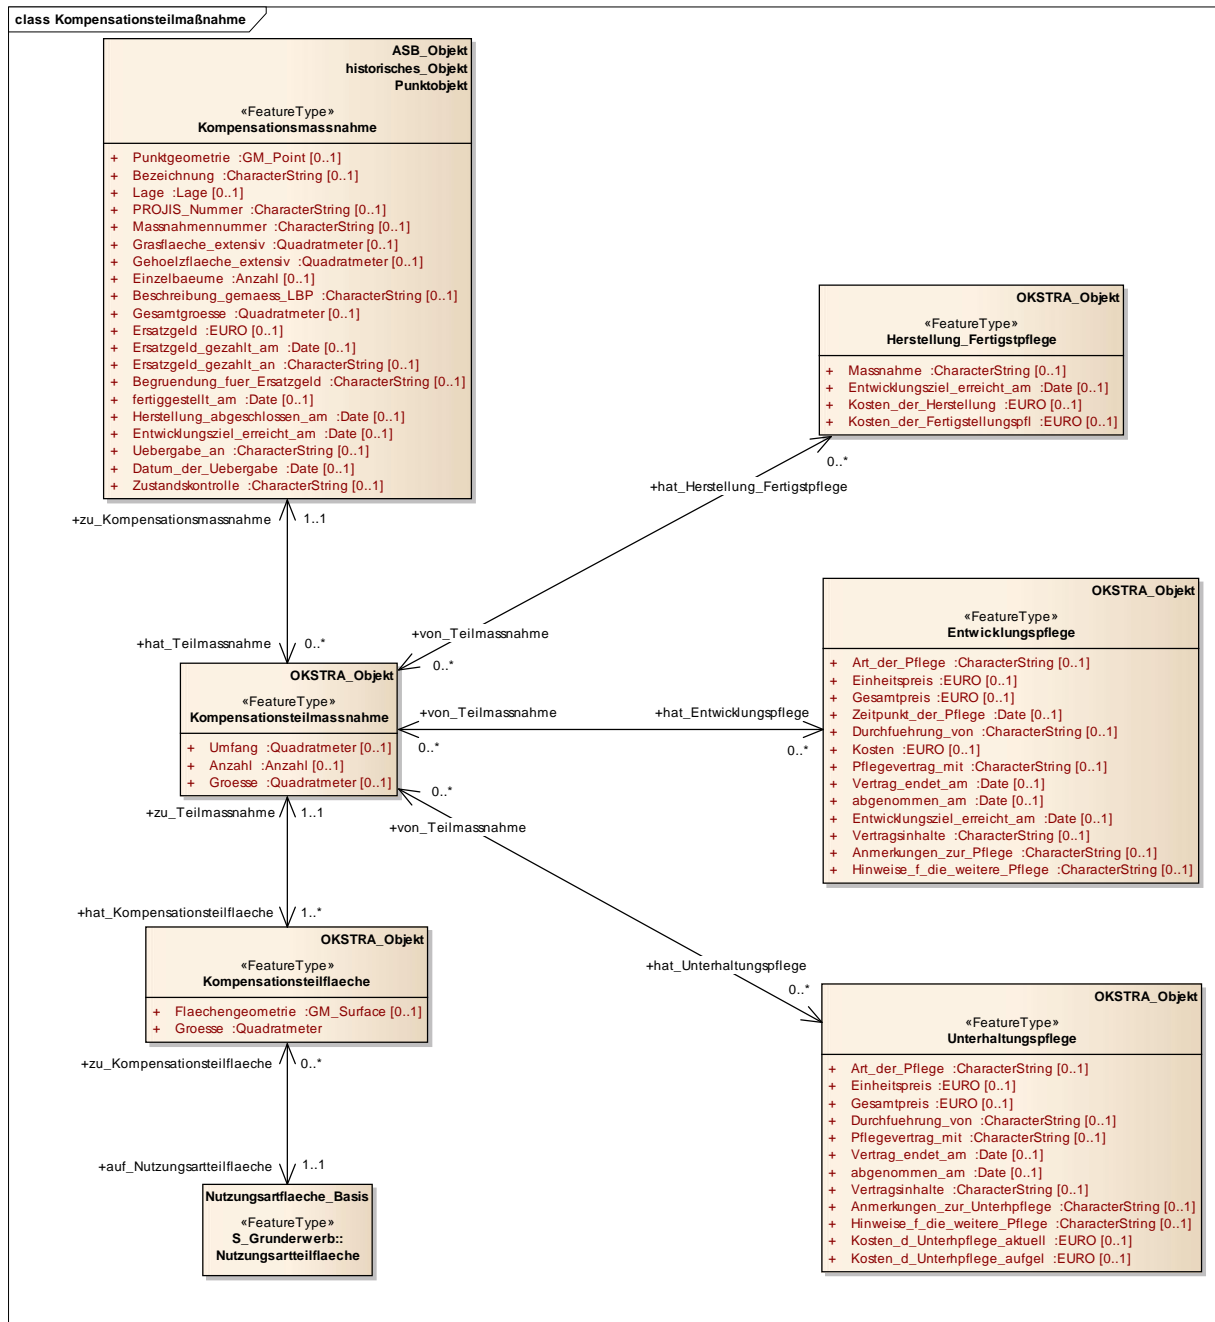 class Kompensationsteilmaßnahme
ASB_Objekt
historisches_Objekt
Punktobjekt
«FeatureType»
Kompensationsmassnahme
+ Punktgeometrie :GM_Point [0..1]
+ Bezeichnung :CharacterString [0..1]
+ Lage :Lage [0..1]
+ PROJIS_Nummer :CharacterString [0..1]
+ Massnahmennummer :CharacterString [0..1]
+ Grasflaeche_extensiv :Quadratmeter [0..1]
+ Gehoelzflaeche_extensiv :Quadratmeter [0..1]
+ Einzelbaeume :Anzahl [0..1]
+ Beschreibung_gemaess_LBP :CharacterString [0..1]
+ Gesamtgroesse :Quadratmeter [0..1]
+ Ersatzgeld :EURO [0..1]
+ Ersatzgeld_gezahlt_am :Date [0..1]
+ Ersatzgeld_gezahlt_an :CharacterString [0..1]
+ Begruendung_fuer_Ersatzgeld :CharacterString [0..1]
+ fertiggestellt_am :Date [0..1]
+ Herstellung_abgeschlossen_am :Date [0..1]
+ Entwicklungsziel_erreicht_am :Date [0..1]
+ Uebergabe_an :CharacterString [0..1]
+ Datum_der_Uebergabe :Date [0..1]
+ Zustandskontrolle :CharacterString [0..1]
OKSTRA_Objekt
«FeatureType»
Herstellung_Fertigstpflege
+ Massnahme :CharacterString [0..1]
+ Entwicklungsziel_erreicht_am :Date [0..1]
+ Kosten_der_Herstellung :EURO [0..1]
+ Kosten_der_Fertigstellungspfl :EURO [0..1]
0..*
+hat_Herstellung_Fertigstpflege
+zu_Kompensationsmassnahme
1..1
+hat_Teilmassnahme
0..*
+von_Teilmassnahme
0..*
OKSTRA_Objekt
«FeatureType»
Kompensationsteilmassnahme
+ Umfang :Quadratmeter [0..1]
+ Anzahl :Anzahl [0..1]
+ Groesse :Quadratmeter [0..1]
+von_Teilmassnahme
0..*
+hat_Entwicklungspflege
0..*
OKSTRA_Objekt
«FeatureType»
Entwicklungspflege
+ Art_der_Pflege :CharacterString [0..1]
+ Einheitspreis :EURO [0..1]
+ Gesamtpreis :EURO [0..1]
+ Zeitpunkt_der_Pflege :Date [0..1]
+ Durchfuehrung_von :CharacterString [0..1]
+ Kosten :EURO [0..1]
+ Pflegevertrag_mit :CharacterString [0..1]
+ Vertrag_endet_am :Date [0..1]
+ abgenommen_am :Date [0..1]
+ Entwicklungsziel_erreicht_am :Date [0..1]
+ Vertragsinhalte :CharacterString [0..1]
+ Anmerkungen_zur_Pflege :CharacterString [0..1]
+ Hinweise_f_die_weitere_Pflege :CharacterString [0..1]
0..*
+von_Teilmassnahme
+zu_Teilmassnahme
1..1
+hat_Kompensationsteilflaeche
1..*
OKSTRA_Objekt
«FeatureType»
Kompensationsteilflaeche
+ Flaechengeometrie :GM_Surface [0..1]
+ Groesse :Quadratmeter
+hat_Unterhaltungspflege
0..*
OKSTRA_Objekt
«FeatureType»
Unterhaltungspflege
+ Art_der_Pflege :CharacterString [0..1]
+ Einheitspreis :EURO [0..1]
+ Gesamtpreis :EURO [0..1]
+ Durchfuehrung_von :CharacterString [0..1]
+ Pflegevertrag_mit :CharacterString [0..1]
+ Vertrag_endet_am :Date [0..1]
+ abgenommen_am :Date [0..1]
+ Vertragsinhalte :CharacterString [0..1]
+ Anmerkungen_zur_Unterhpflege :CharacterString [0..1]
+ Hinweise_f_die_weitere_Pflege :CharacterString [0..1]
+ Kosten_d_Unterhpflege_aktuell :EURO [0..1]
+ Kosten_d_Unterhpflege_aufgel :EURO [0..1]
+zu_Kompensationsteilflaeche
0..*
+auf_Nutzungsartteilflaeche
1..1
Nutzungsartflaeche_Basis
«FeatureType»
S_Grunderwerb::
Nutzungsartteilflaeche